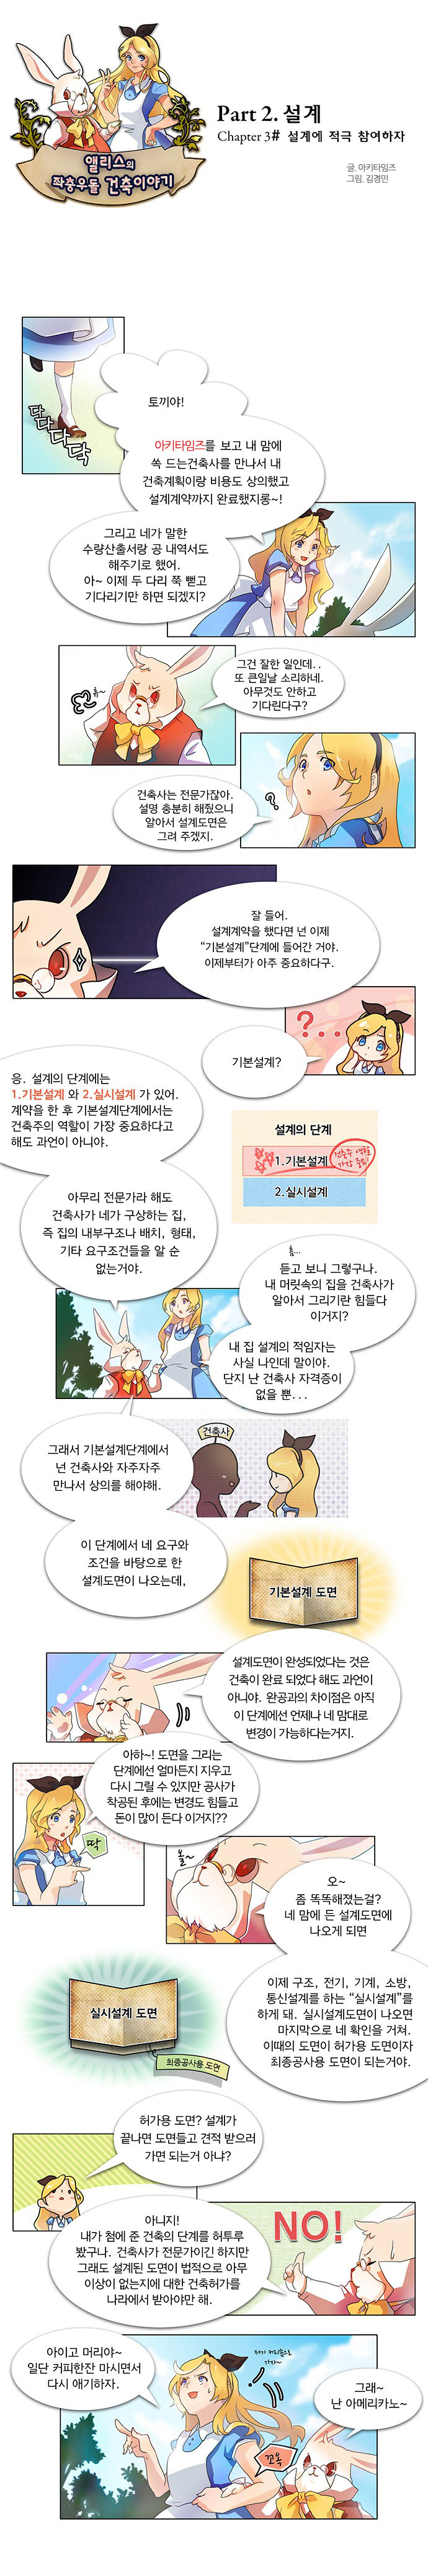 앨리스의
좌충우돌 건축이야기
Part 2. 설계
Chapter 3# 설계에 적극 참여하자
글. 아키타임즈
그림. 김경민
다다다닥
토끼야!
아키타임즈를 보고 내 맘에
쏙 드는건축사를 만나서 내
건축계획이랑 비용도 상의했고
설계계약까지 완료했지롱~!
그리고 네가 말한
수량산출서랑 공 내역서도
해주기로 했어.
아~ 이제 두 다리 쭉 뻗고
기다리기만 하면 되겠지?
휴~
그건 잘한 일인데..
또 큰일날 소리하네.
아무것도 안하고
기다린다구?
?
건축사는 전문가잖아.
설명 충분히 해줬으니
알아서 설계도면은
그려 주겠지.
잘 들어.
설계계약을 했다면 넌 이제
“기본설계”단계에 들어간 거야.
이제부터가 아주 중요하다구.
?..
기본설계?
응. 설계의 단계에는
1.기본설계 와 2.실시설계 가 있어.
계약을 한 후 기본설계단계에서는
건축주의 역할이 가장 중요하다고
해도 과언이 아니야.
설계의 단계
1.기본설계
건축주 역할
가장 중요!
2.실시설계
아무리 전문가라 해도
건축사가 네가 구상하는 집,
즉 집의 내부구조나 배치, 형태,
기타 요구조건들을 알 순
없는거야.
흠...
듣고 보니 그렇구나.
내 머릿속의 집을 건축사가
알아서 그리기란 힘들다
이거지?
내 집 설계의 적임자는
사실 나인데 말이야.
단지 난 건축사 자격증이
없을 뿐...
건축사
그래서 기본설계단계에서
넌 건축사와 자주자주
만나서 상의를 해야해.
이 단계에서 네 요구와
조건을 바탕으로 한
설계도면이 나오는데,
기본설계 도면
설계도면이 완성되었다는 것은
건축이 완료 되었다 해도 과언이
아니야. 완공과의 차이점은 아직
이 단계에선 언제나 네 맘대로
변경이 가능하다는거지.
아하~! 도면을 그리는
단계에선 얼마든지 지우고
다시 그릴 수 있지만 공사가
착공된 후에는 변경도 힘들고
돈이 많이 든다 이거지??
딱
올~
오~
좀 똑똑해졌는걸?
네 맘에 든 설계도면에
나오게 되면
이제 구조, 전기, 기계, 소방,
통신설계를 하는 “실시설계”를
하게 돼. 실시설계도면이 나오면
마지막으로 네 확인을 거쳐.
이때의 도면이 허가용 도면이자
최종공사용 도면이 되는거야.
실시설계 도면
최종공사용 도면
허가용 도면? 설계가
끝나면 도면들고 견적 받으러
가면 되는거 아냐?
아니지!
내가 첨에 준 건축의 단계를 허투루
봤구나. 건축사가 전문가이긴 하지만
그래도 설계된 도면이 법적으로 아무
이상이 없는지에 대한 건축허가를
나라에서 받아야만 해.
NO!
아이고 머리야~
일단 커피한잔 마시면서
다시 얘기하자.
저기 커피숍으로
가자~
그래~
난 아메리카노~
꼬옥